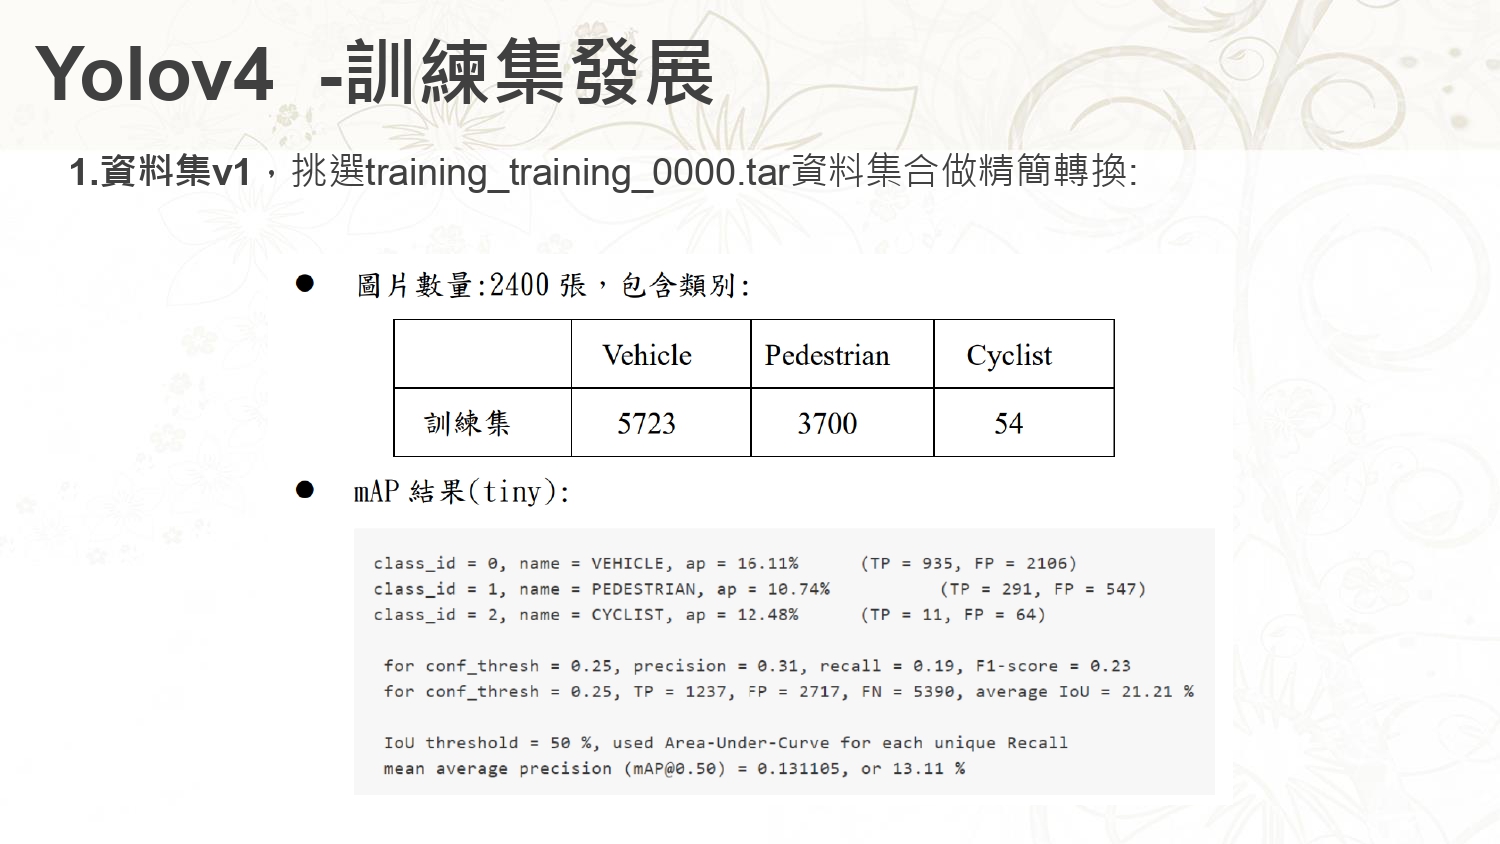 Yolov4 -訓練集發展
1.資料集v1，挑選training_training_0000.tar資料集合做精簡轉換:
● 圖片數量:2400 張，包含類別:
Vehicle Pedestrian Cyclist
訓練集 5723 3700 54
● mAP 結果(tiny):
class_id = 0, name = VEHICLE, ap = 16.11% (TP = 935, FP = 2106)
class_id = 1, name = PEDESTRIAN, ap = 10.74% (TP = 291, FP = 547)
class_id = 2, name = CYCLIST, ap = 12.48% (TP = 11, FP = 64)
for conf_thresh = 0.25, precision = 0.31, recall = 0.19, F1-score = 0.23
for conf_thresh = 0.25, TP = 1237, FP = 2717, FN = 5390, average IoU = 21.21 %
IoU threshold = 50 %, used Area-Under-Curve for each unique Recall
mean average precision (mAP@0.50) = 0.131105, or 13.11 %